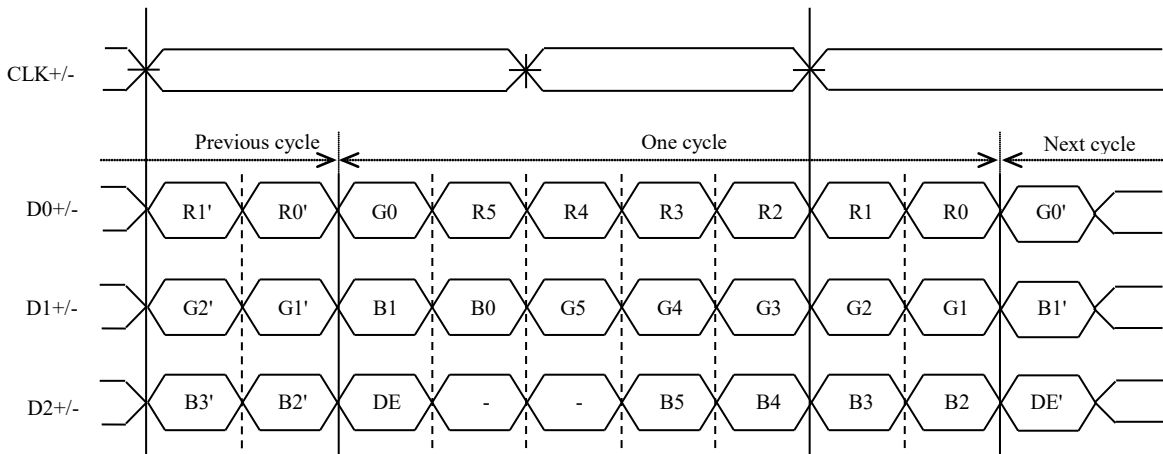 CLK+/-
Previous cycle One cycle Next cycle
D0+/- R1' R0' G0 R5 R4 R3 R2 R1 R0 G0'
D1+/- G2' G1' B1 B0 G5 G4 G3 G2 G1 B1'
D2+/- B3' B2' DE - - B5 B4 B3 B2 DE'